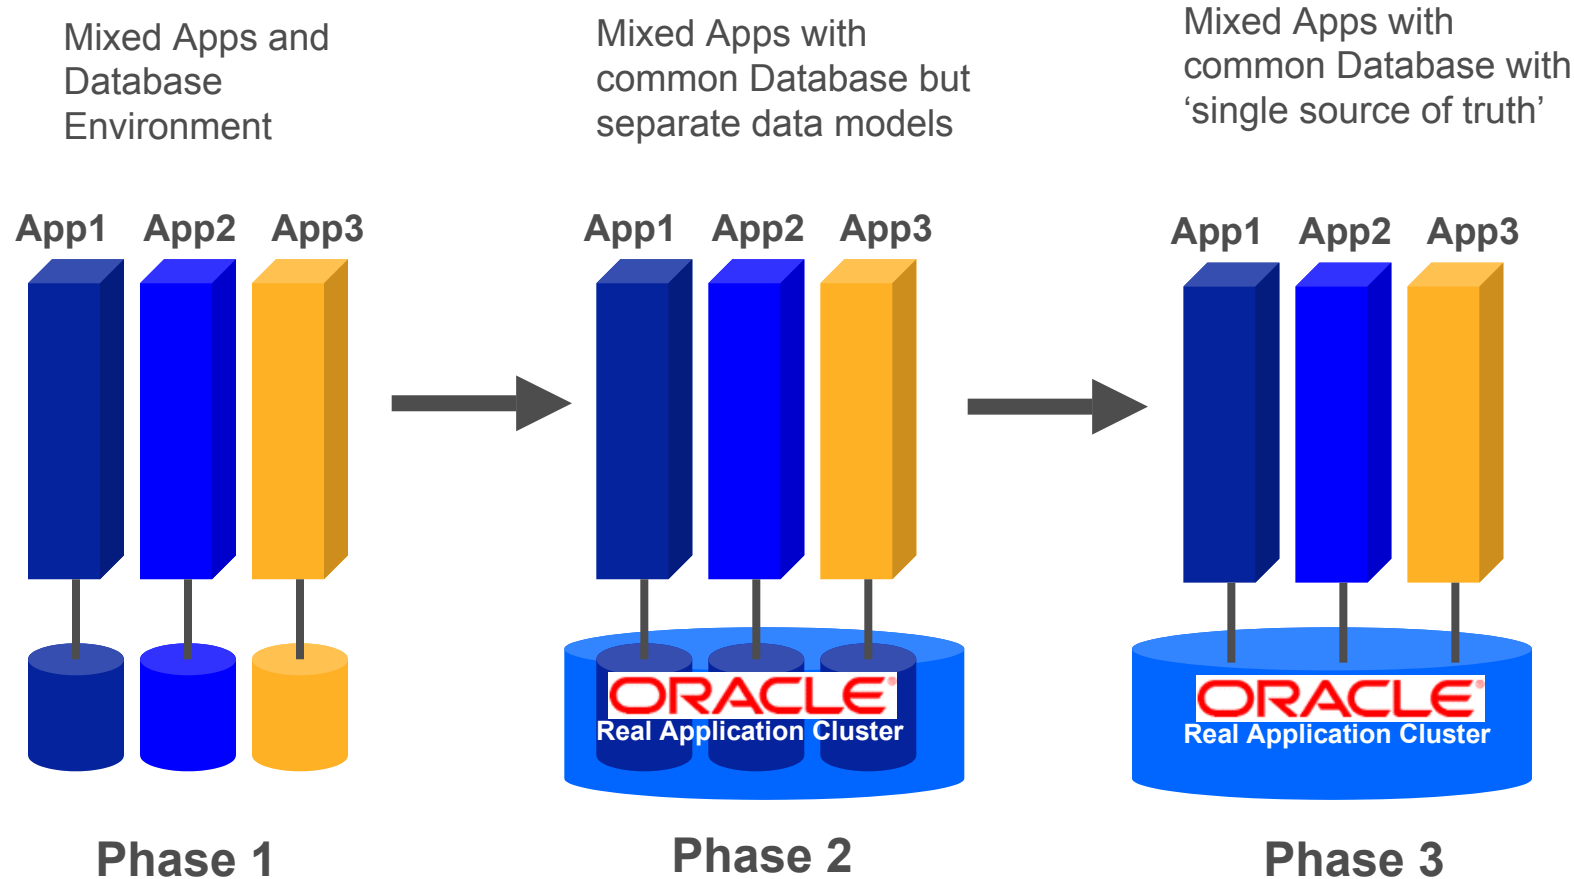 Mixed Apps and
Database
Environment
Mixed Apps with
common Database but
separate data models
Mixed Apps with
common Database with
‘single source of truth’
App1 App2 App3
App1 App2 App3
App1 App2 App3
ORACLE®
Real Application Cluster
ORACLE®
Real Application Cluster
Phase 1
Phase 2
Phase 3